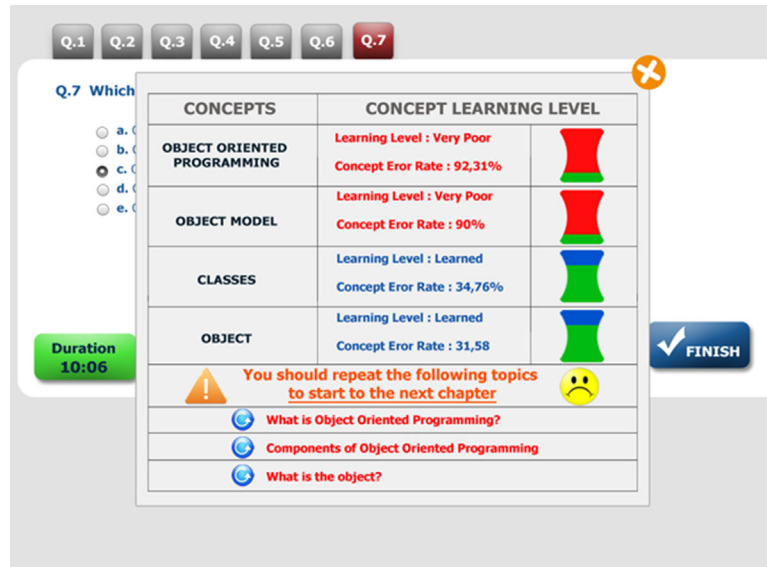 Q.1 Q.2 Q.3 Q.4 Q.5 Q.6 Q.7
Q.7 Which
a.
b.
c.
d.
e.
CONCEPTS
CONCEPT LEARNING LEVEL
OBJECT ORIENTED
PROGRAMMING
Learning Level : Very Poor
Concept Eror Rate : 92,31%
OBJECT MODEL
Learning Level : Very Poor
Concept Eror Rate : 90%
CLASSES
Learning Level : Learned
Concept Eror Rate : 34,76%
OBJECT
Learning Level : Learned
Concept Eror Rate : 31,58
You should repeat the following topics
to start to the next chapter
What is Object Oriented Programming?
Components of Object Oriented Programming
What is the object?
Duration
10:06
FINISH